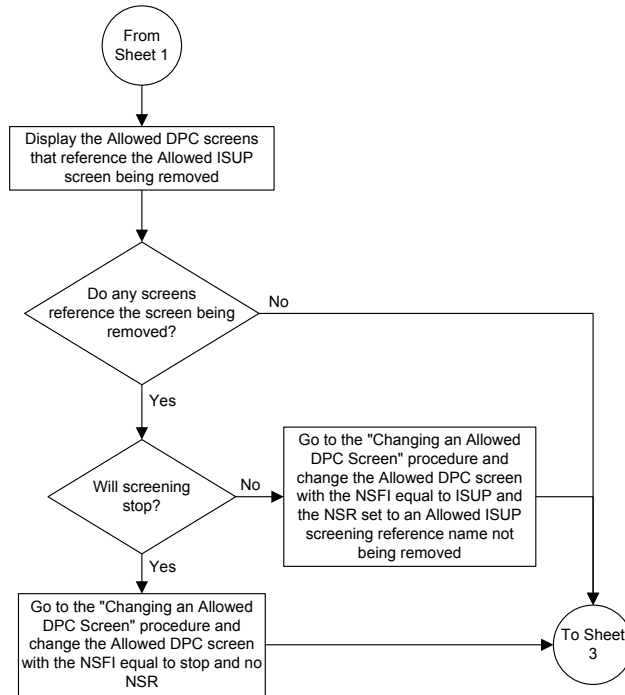 From
Sheet 1
Display the Allowed DPC screens
that reference the Allowed ISUP
screen being removed
Do any screens
reference the screen being
removed?
No
Yes
Will screening
stop?
No
Go to the "Changing an Allowed
DPC Screen" procedure and
change the Allowed DPC screen
with the NSFI equal to ISUP and
the NSR set to an Allowed ISUP
screening reference name not
being removed
Yes
Go to the "Changing an Allowed
DPC Screen" procedure and
change the Allowed DPC screen
with the NSFI equal to stop and no
NSR
To Sheet
3